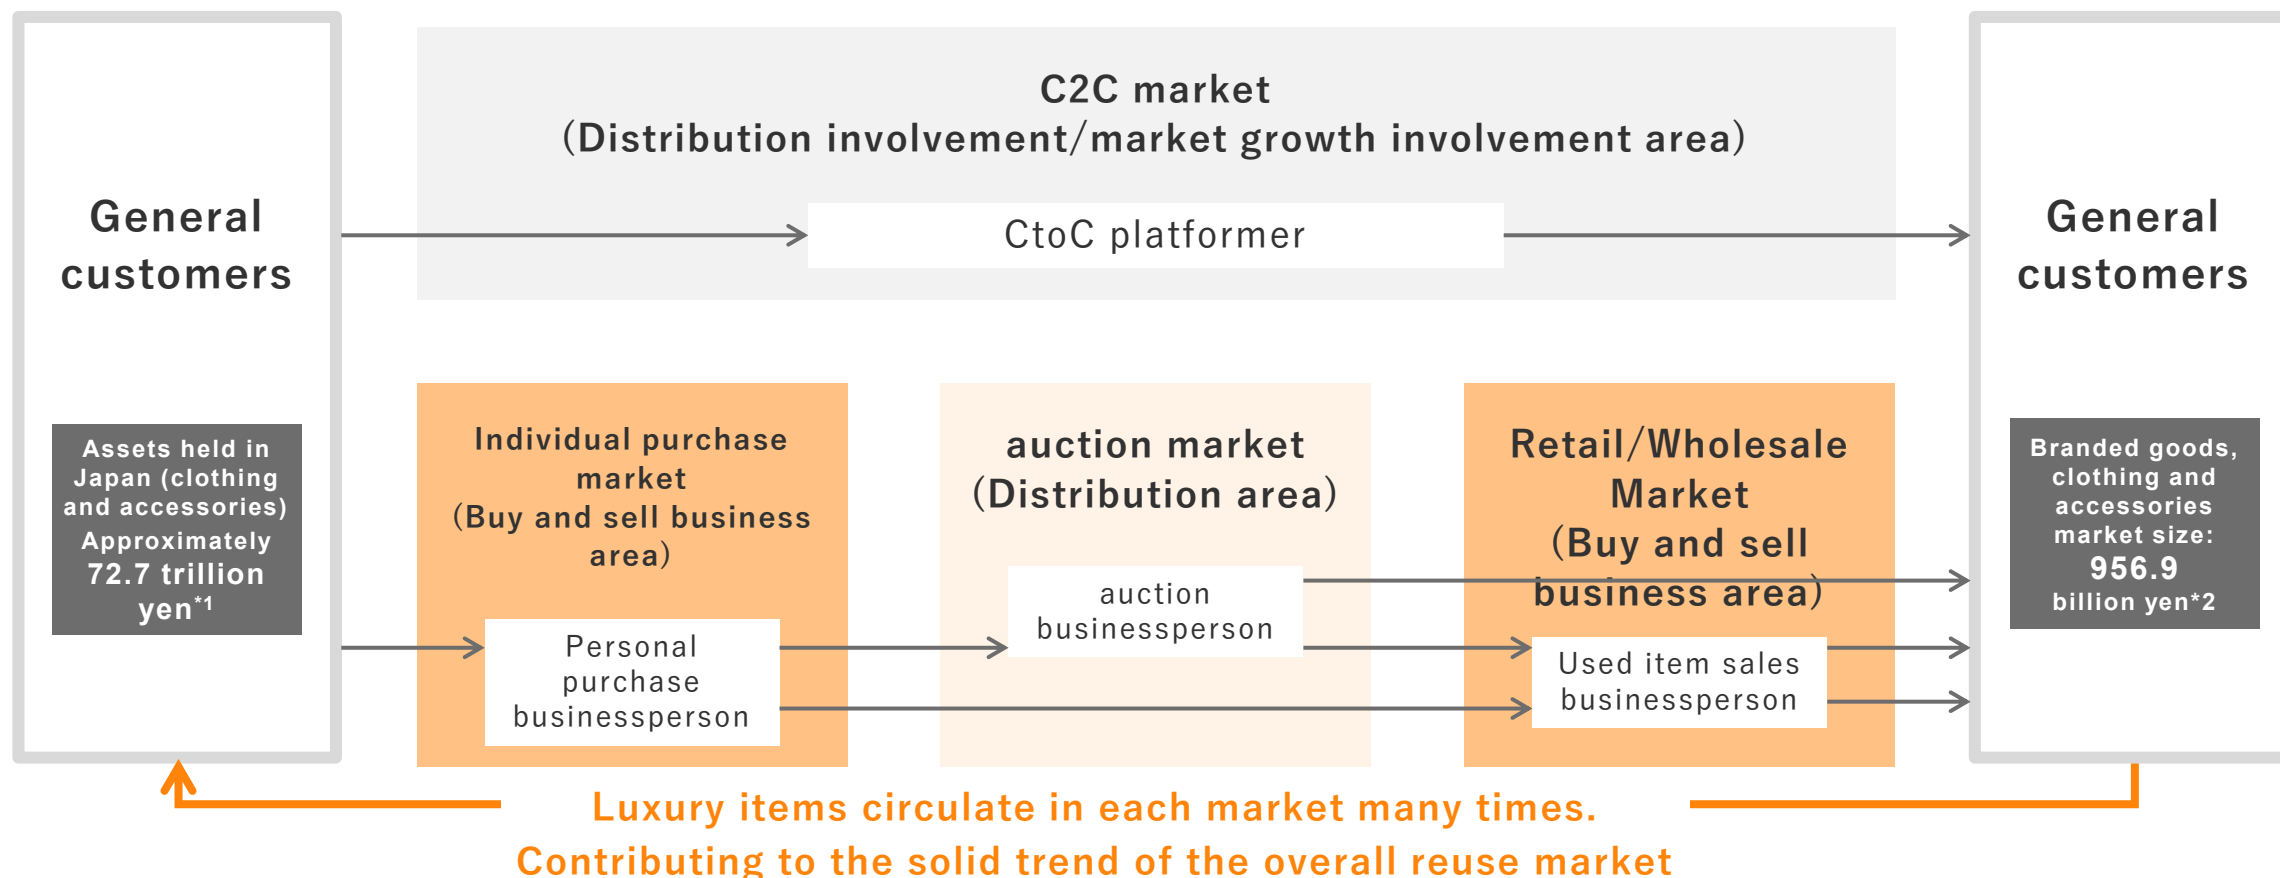 General
customers
Assets held in
Japan (clothing
and accessories)
Approximately
72.7 trillion
yen*1
C2C market
(Distribution involvement/market growth involvement area)
CtoC platformer
Individual purchase
market
(Buy and sell business
area)
Personal
purchase
businessperson
auction market
(Distribution area)
auction
businessperson
Retail/Wholesale
Market
(Buy and sell
business area)
Used item sales
businessperson
General
customers
Branded goods,
clothing and
accessories
market size:
956.9
billion yen*2
Luxury items circulate in each market many times.
Contributing to the solid trend of the overall reuse market